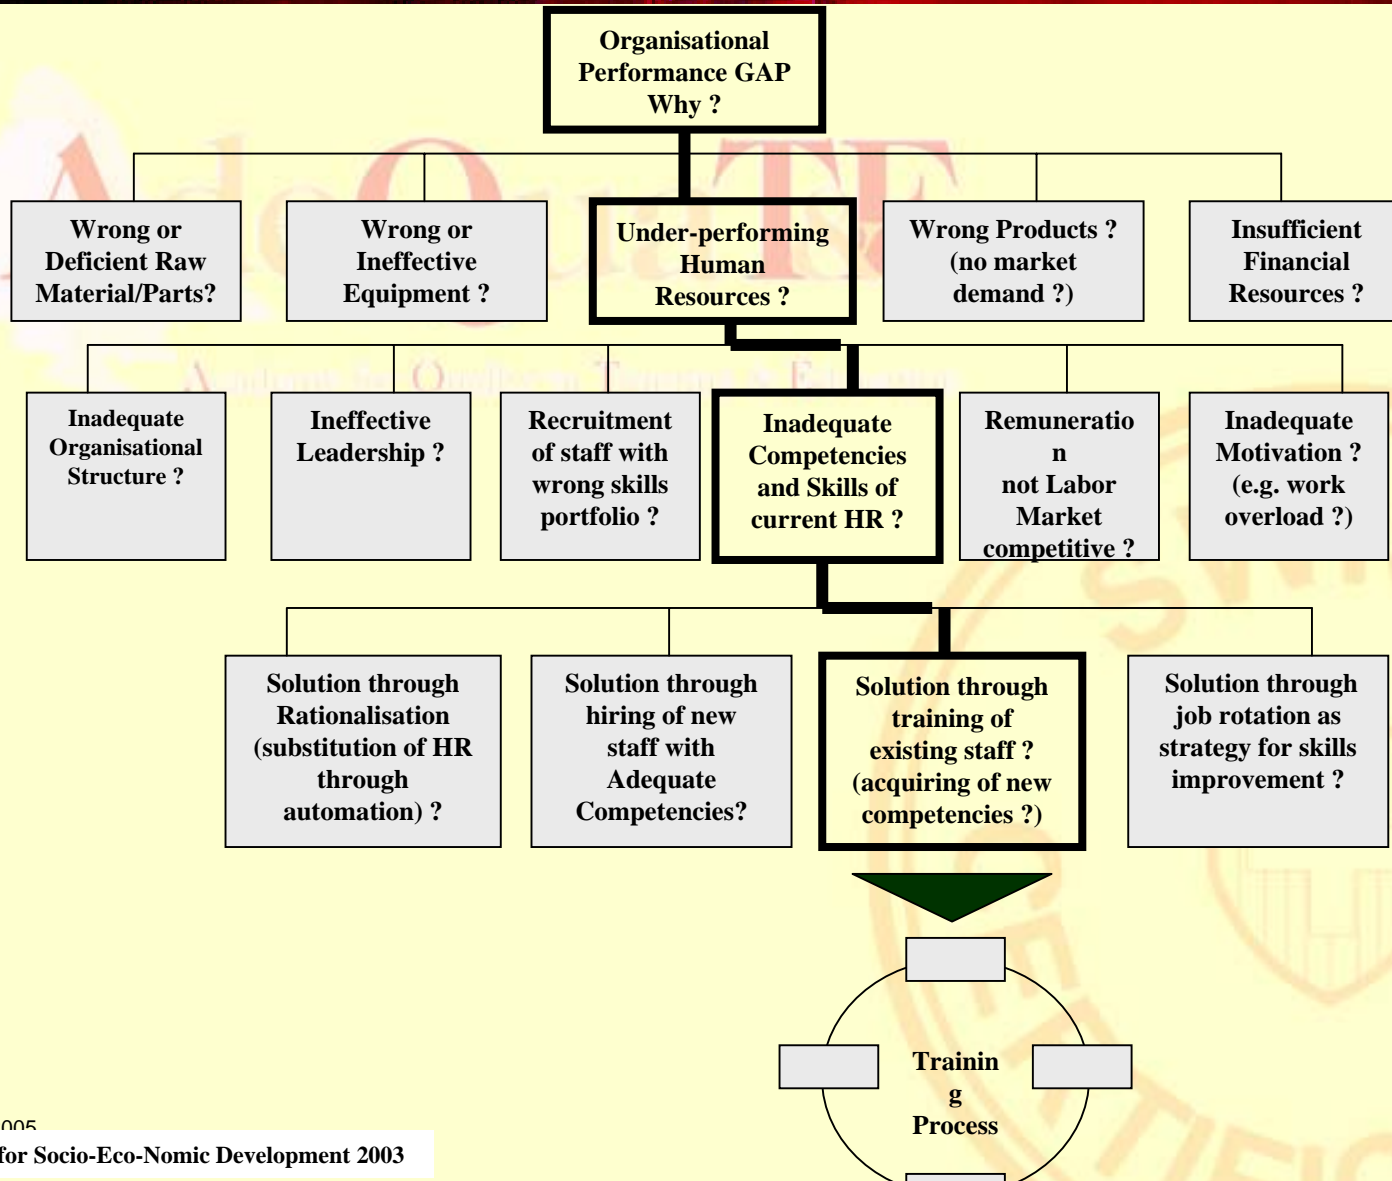 Organisational
Performance GAP
Why ?
Wrong or
Deficient Raw
Material/Parts?
Wrong or
Ineffective
Equipment ?
Under-performing
Human
Resources ?
Wrong Products ?
(no market
demand ?)
Insufficient
Financial
Resources ?
Inadequate
Organisational
Structure ?
Ineffective
Leadership ?
Recruitment
of staff with
wrong skills
portfolio ?
Inadequate
Competencies
and Skills of
current HR ?
Remuneratio
n
not Labor
Market
competitive ?
Inadequate
Motivation ?
(e.g. work
overload ?)
Solution through
Rationalisation
(substitution of HR
through
automation) ?
Solution through
hiring of new
staff with
Adequate
Competencies?
Solution through
training of
existing staff ?
(acquiring of new
competencies ?)
Solution through
job rotation as
strategy for skills
improvement ?
Trainin
g
Process
005
for Socio-Eco-Nomic Development 2003
AdeQuaTE